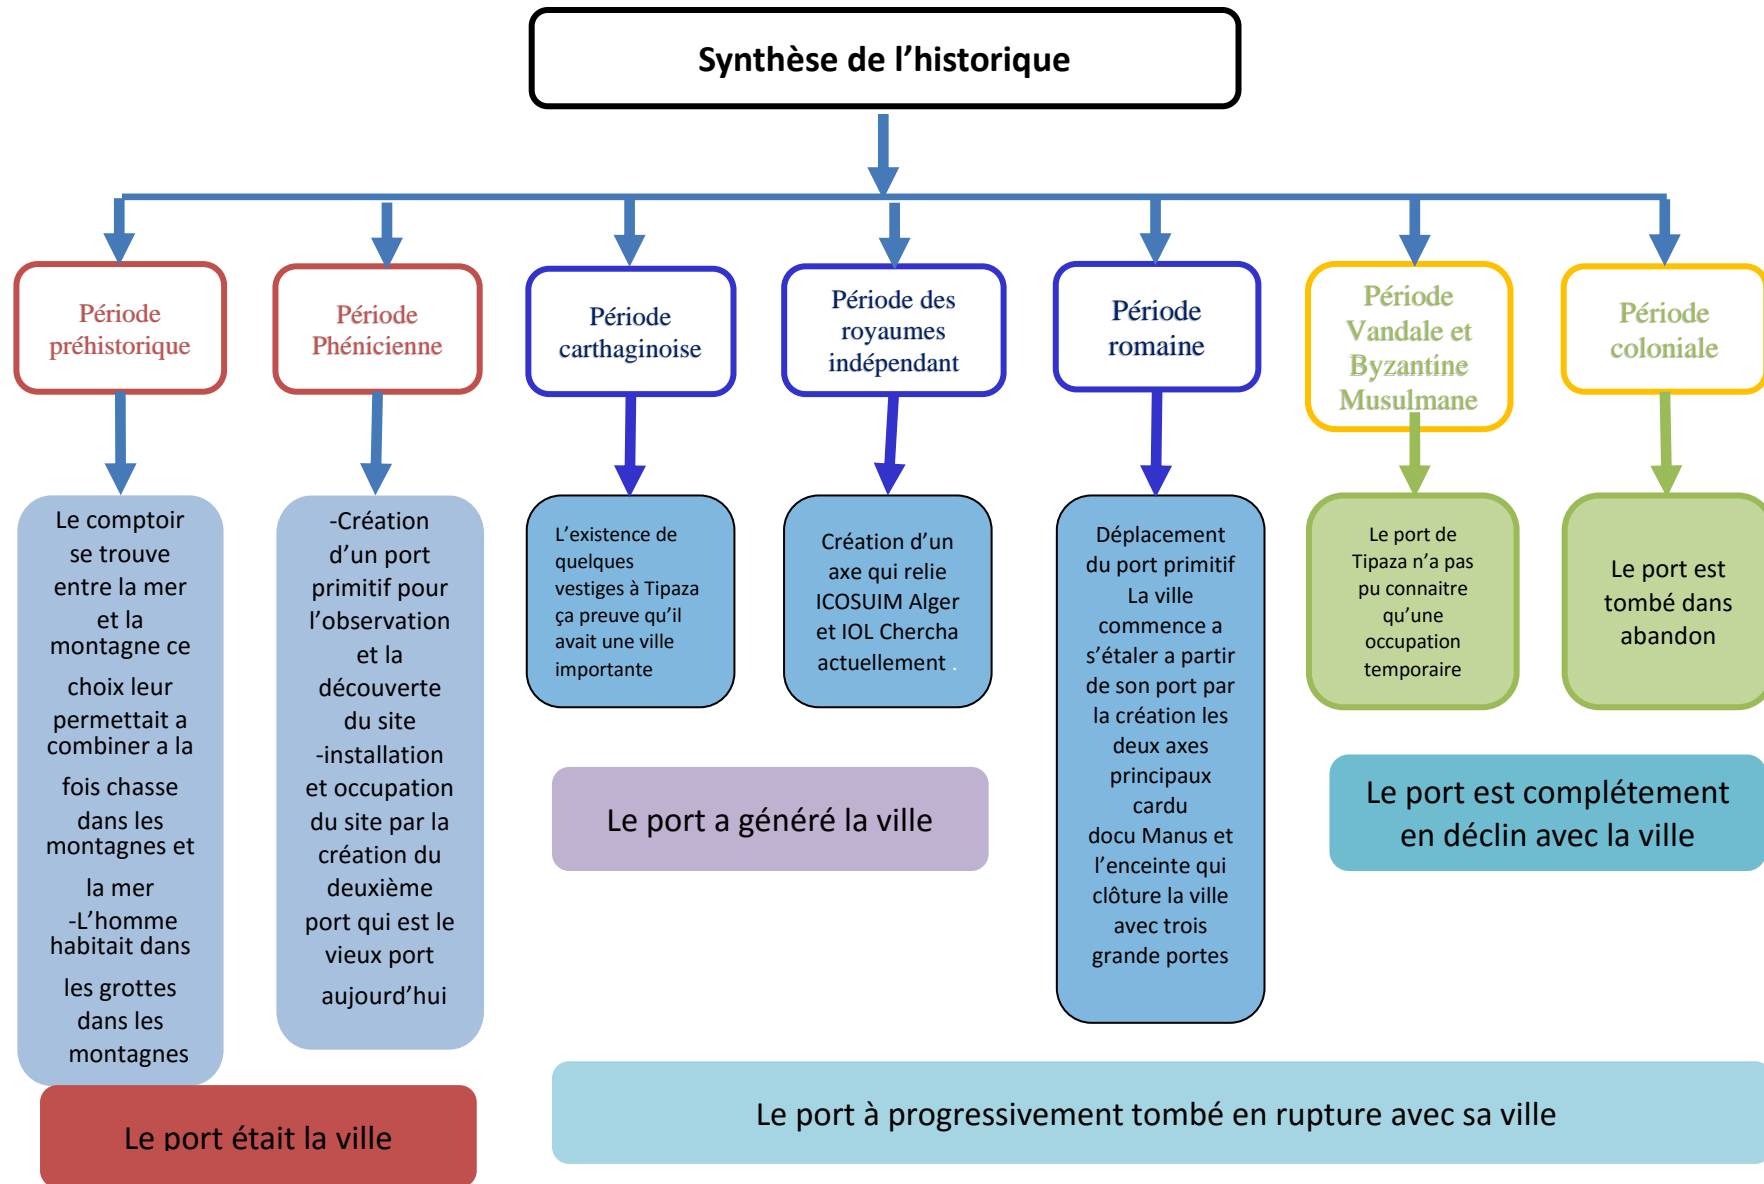 Synthèse de l’historique
Période
préhistorique
Période
Phénicienne
Période
carthaginoise
Période des
royaumes
indépendant
Période
romaine
Période
Vandale et
Byzantine
Musulmane
Période
coloniale
Le comptoir
se trouve
entre la mer
et la
montagne ce
choix leur
permettait a
combiner a la
fois chasse
dans les
montagnes et
la mer
-L’homme
habitait dans
les grottes
dans les
montagnes
-Création
d’un port
primitif pour
l’observation
et la
découverte
du site
-installation
et occupation
du site par la
création du
deuxième
port qui est le
vieux port
aujourd’hui
L’existence de
quelques
vestiges à Tipaza
ça preuve qu’il
avait une ville
importante
Création d’un
axe qui relie
ICOSUIM Alger
et IOL Chercha
actuellement .
Déplacement
du port primitif
La ville
commence a
s’étaler a partir
de son port par
la création les
deux axes
principaux
cardu
docu Manus et
l’enceinte qui
clôture la ville
avec trois
grande portes
Le port de
Tipaza n’a pas
pu connaitre
qu’une
occupation
temporaire
Le port est
tombé dans
abandon
Le port a généré la ville
Le port est complétement
en déclin avec la ville
Le port était la ville
Le port à progressivement tombé en rupture avec sa ville